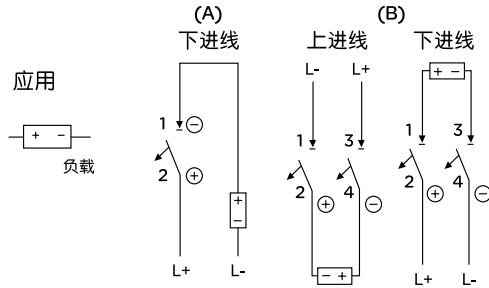 (A)
下进线
(B)
上进线 下进线
L- L+
+ -
应用
+ -
负载
1 -
2 +
+
-
L+ L-
1 3
2 + 4 -
- +
1 3
2 + 4 -
L+ L-